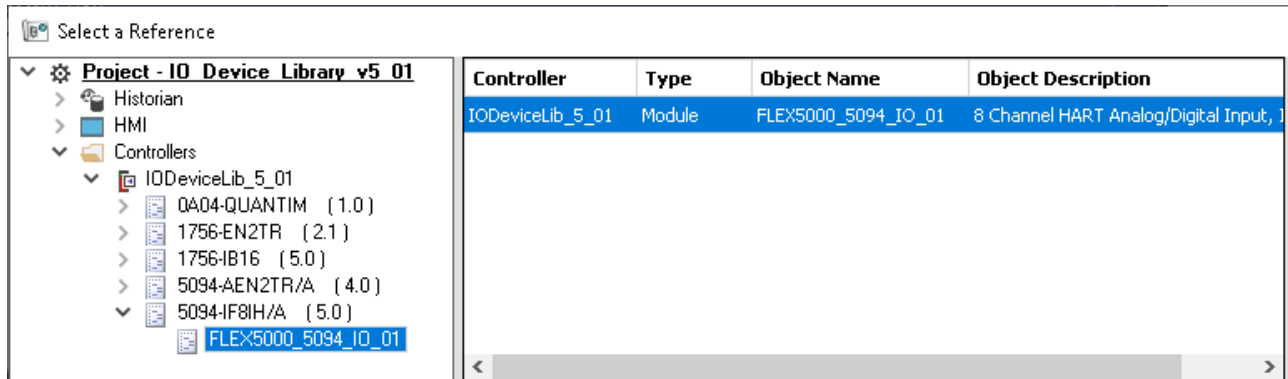 Select a Reference
Project - IO_Device_Library_v5_01
Historian
HMI
Controllers
IODeviceLib_5_01
0A04-QUANTIM (1.0)
1756-EN2TR (2.1)
1756-IB16 (5.0)
5094-AEN2TR/A (4.0)
5094-IF8IH/A (5.0)
FLEX5000_5094_IO_01
Controller Type Object Name Object Description
IODeviceLib_5_01 Module FLEX5000_5094_IO_01 8 Channel HART Analog/Digital Input,